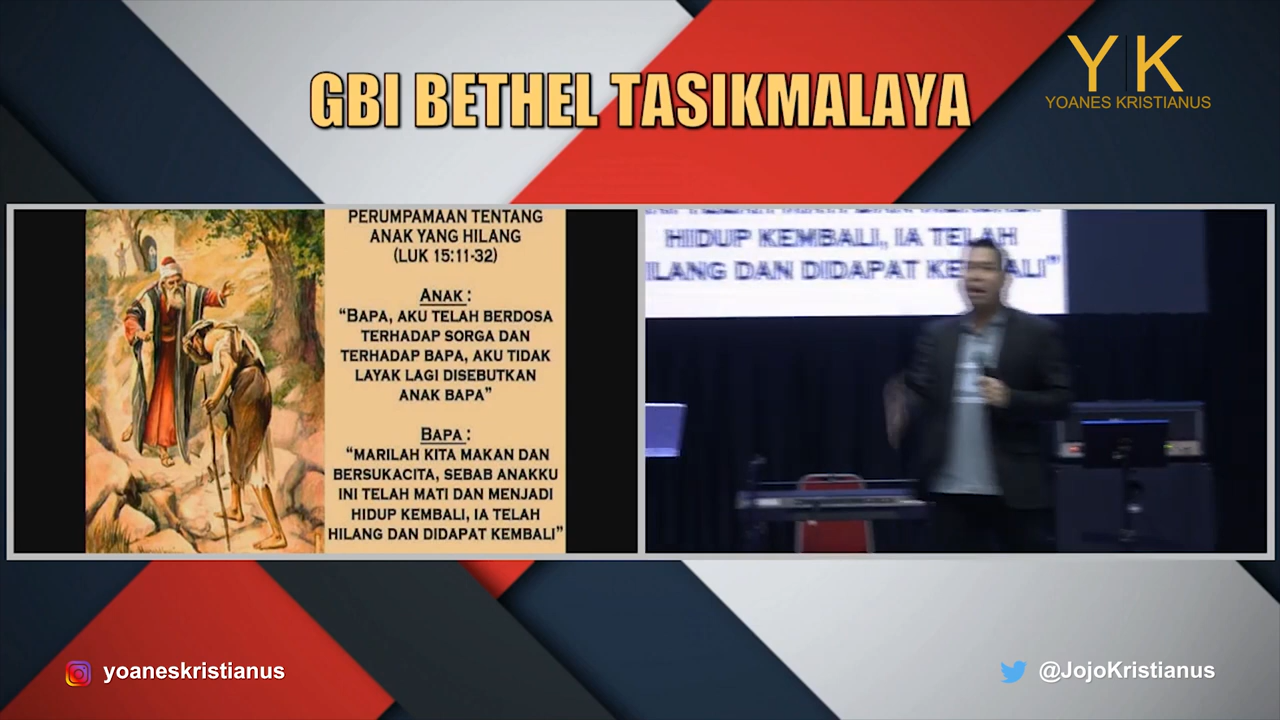 GBI BETHEL TASIKMALAYA
Y K
YOANES KRISTIANUS
PERUMPAMAAN TENTANG
ANAK YANG HILANG
(LUK 15:11-32)
ANAK :
“BAPA, AKU TELAH BERDOSA
TERHADAP SORGA DAN
TERHADAP BAPA, AKU TIDAK
LAYAK LAGI DISEBUTKAN
ANAK BAPA”
BAPA :
“MARILAH KITA MAKAN DAN
BERSUKACITA, SEBAB ANAKKU
INI TELAH MATI DAN MENJADI
HIDUP KEMBALI, IA TELAH
HILANG DAN DIDAPAT KEMBALI”
HIDUP KEMBALI, IA TELAH
ILANG DAN DIDAPAT KEMBALI”
yoaneskristianus
@JojoKristianus